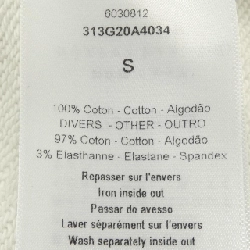 6030612
313G20A4034
S
100% Coton - Cotton - Algodão
DIVERS - OTHER - OUTRO
97% Coton - Cotton - Algodão
3% Elasthanne - Elastane - Spandex
Repasser sur l'envers
Iron inside out
Passar do avesso
Laver séparément sur l'envers
Wash separately inside out